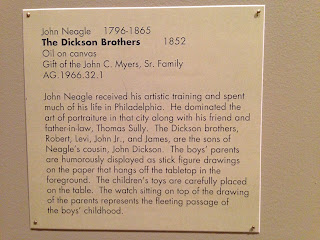 John Neagle 1796-1865
The Dickson Brothers 1852
Oil on canvas
Gift of the John C. Myers, Sr. Family
AG.1966.32.1
John Neagle received his artistic training and spent
much of his life in Philadelphia. He dominated the
art of portraiture in that city along with his friend and
father-in-law, Thomas Sully. The Dickson brothers,
Robert, Levi, John Jr., and James, are the sons of
Neagle's cousin, John Dickson. The boys' parents
are humorously displayed as stick figure drawings
on the paper that hangs off the tabletop in the
foreground. The children's toys are carefully placed
on the table. The watch sitting on top of the drawing
of the parents represents the fleeting passage of
the boys' childhood.